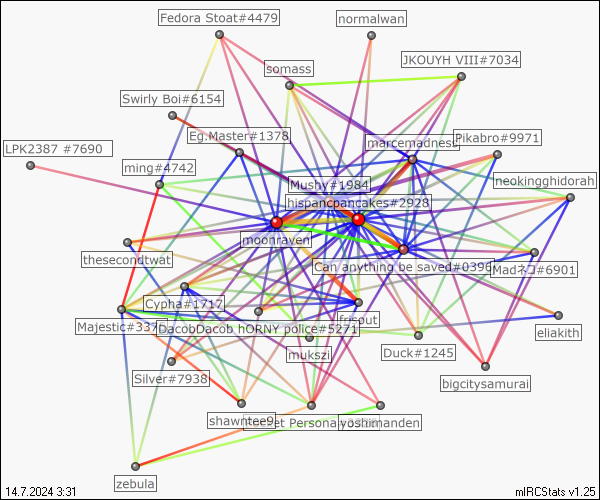 Fedora Stoat#4479
normalwan
JKOUYH VIII#7034
somass
Swirly Boi#6154
Eg.Master#1378
marcemadness
Pikabro#9971
LPK2387 #7690
ming#4742
Mushy#1984
neokingghidorah
hispancpancakes#2928
moonraven
thesecondtwat
Can anything be saved#0396
Madネコ#6901
Cypha#1717
frisout
Majestic#337
DacobDacob hORNY police#5271
eliakith
mukszi
Duck#1245
Silver#7938
bigcitysamurai
shawntee9
set Persona
yoshimanden
zebula
14.7.2024 3:31
mIRCStats v1.25